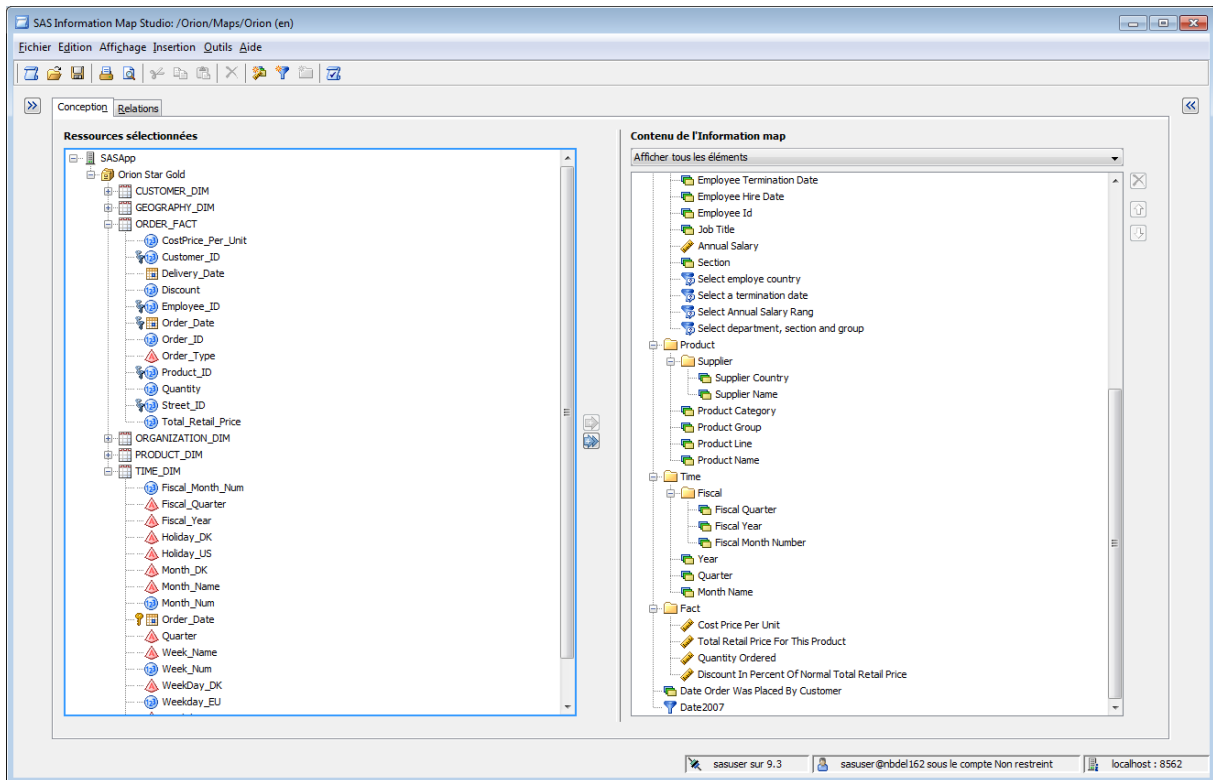 SAS Information Map Studio: /Orion/Maps/Orion (en)
Fichier Edition Affichage Insertion Outils Aide
Conception Relations
Ressources sélectionnées
SASApp
Orion Star Gold
CUSTOMER_DIM
GEOGRAPHY_DIM
ORDER_FACT
CostPrice_Per_Unit
Customer_ID
Delivery_Date
Discount
Employee_ID
Order_Date
Order_ID
Order_Type
Product_ID
Quantity
Street_ID
Total_Retail_Price
ORGANIZATION_DIM
PRODUCT_DIM
TIME_DIM
Fiscal_Month_Num
Fiscal_Quarter
Fiscal_Year
Holiday_DK
Holiday_US
Month_DK
Month_Name
Month_Num
Order_Date
Quarter
Week_Name
Week_Num
WeekDay_DK
Weekday_EU
Contenu de l'Information map
Afficher tous les éléments
Employee Termination Date
Employee Hire Date
Employee Id
Job Title
Annual Salary
Section
Select employe country
Select a termination date
Select Annual Salary Rang
Select department, section and group
Product
Supplier
Supplier Country
Supplier Name
Product Category
Product Group
Product Line
Product Name
Time
Fiscal
Fiscal Quarter
Fiscal Year
Fiscal Month Number
Year
Quarter
Month Name
Fact
Cost Price Per Unit
Total Retail Price For This Product
Quantity Ordered
Discount In Percent Of Normal Total Retail Price
Date Order Was Placed By Customer
Date2007
sasuser sur 9.3 sasuser@nbdel162 sous le compte Non restreint localhost : 8562